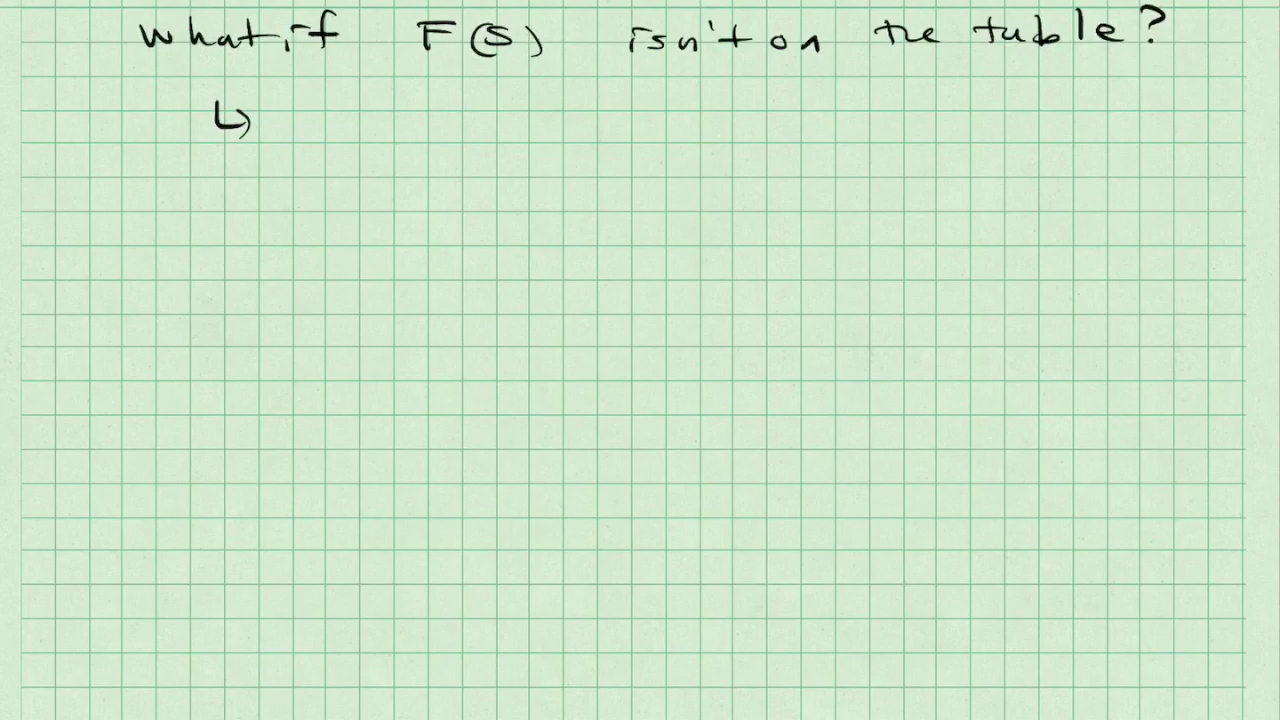 what if F(s) isn't on the table?
↳